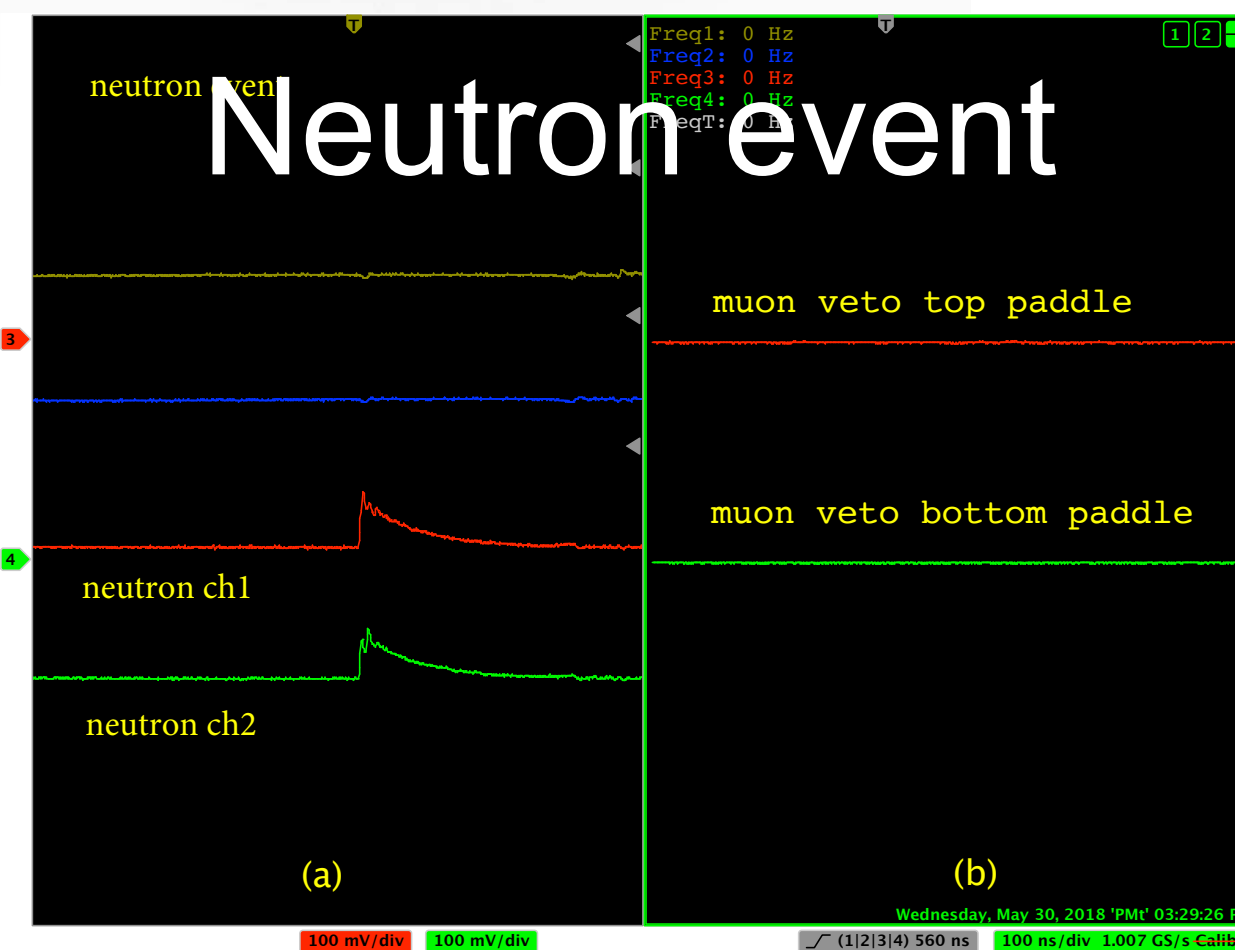 T
T
Freq1: 0 Hz
1 2
Freq2: 0 Hz
Freq3: 0 Hz
Freq4: 0 Hz
FreqT: 0 Hz
neutron event
Neutron event
muon veto top paddle
3
muon veto bottom paddle
4
neutron ch1
neutron ch2
(a)
(b)
Wednesday, May 30, 2018 'PMt' 03:29:26
100 mV/div 100 mV/div (1|2|3|4) 560 ns 100 ns/div 1.007 GS/s